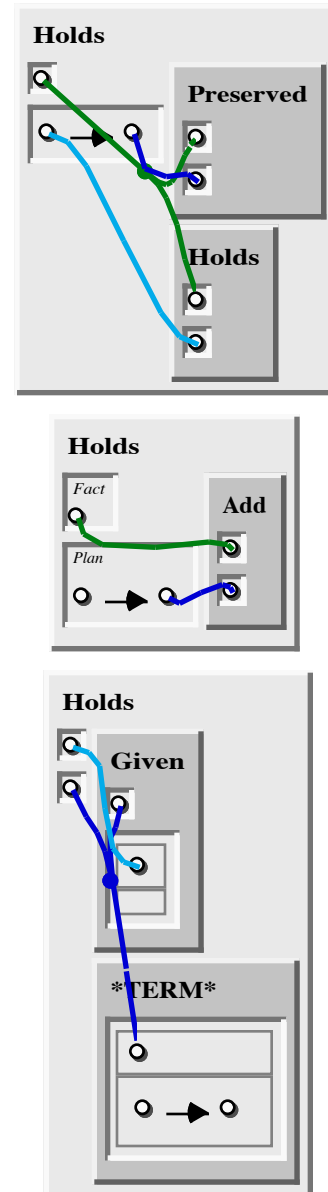 Holds
Preserved
Holds
Holds
Fact
Add
Plan
Holds
Given
*TERM*